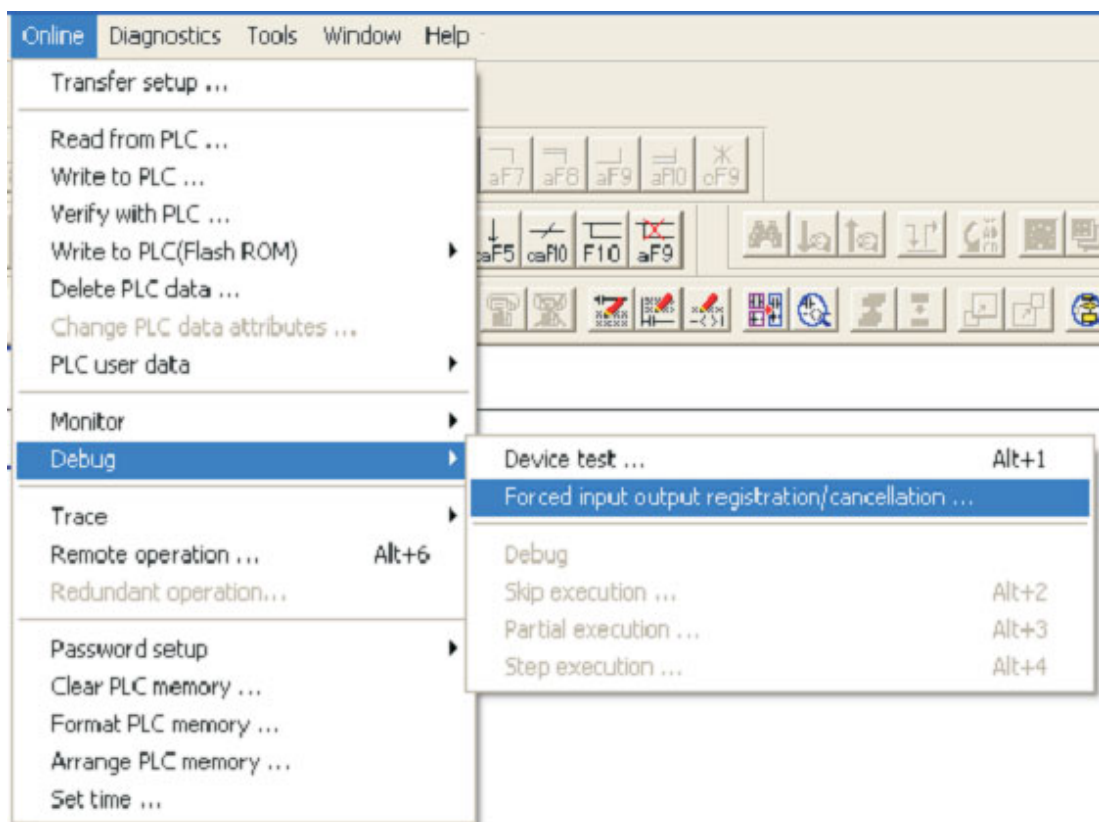 Online Diagnostics Tools Window Help
Transfer setup ...
Read from PLC ...
Write to PLC ...
Verify with PLC ...
Write to PLC(Flash ROM)
Delete PLC data ...
Change PLC data attributes ...
PLC user data
Monitor
Debug
Trace
Remote operation ... Alt+6
Redundant operation...
Password setup
Clear PLC memory ...
Format PLC memory ...
Arrange PLC memory ...
Set time ...
aF7 aF8 aF9 aF10 cF9
caF5 caF10 F10 aF9
Device test ... Alt+1
Forced input output registration/cancellation ...
Debug
Skip execution ... Alt+2
Partial execution ... Alt+3
Step execution ... Alt+4